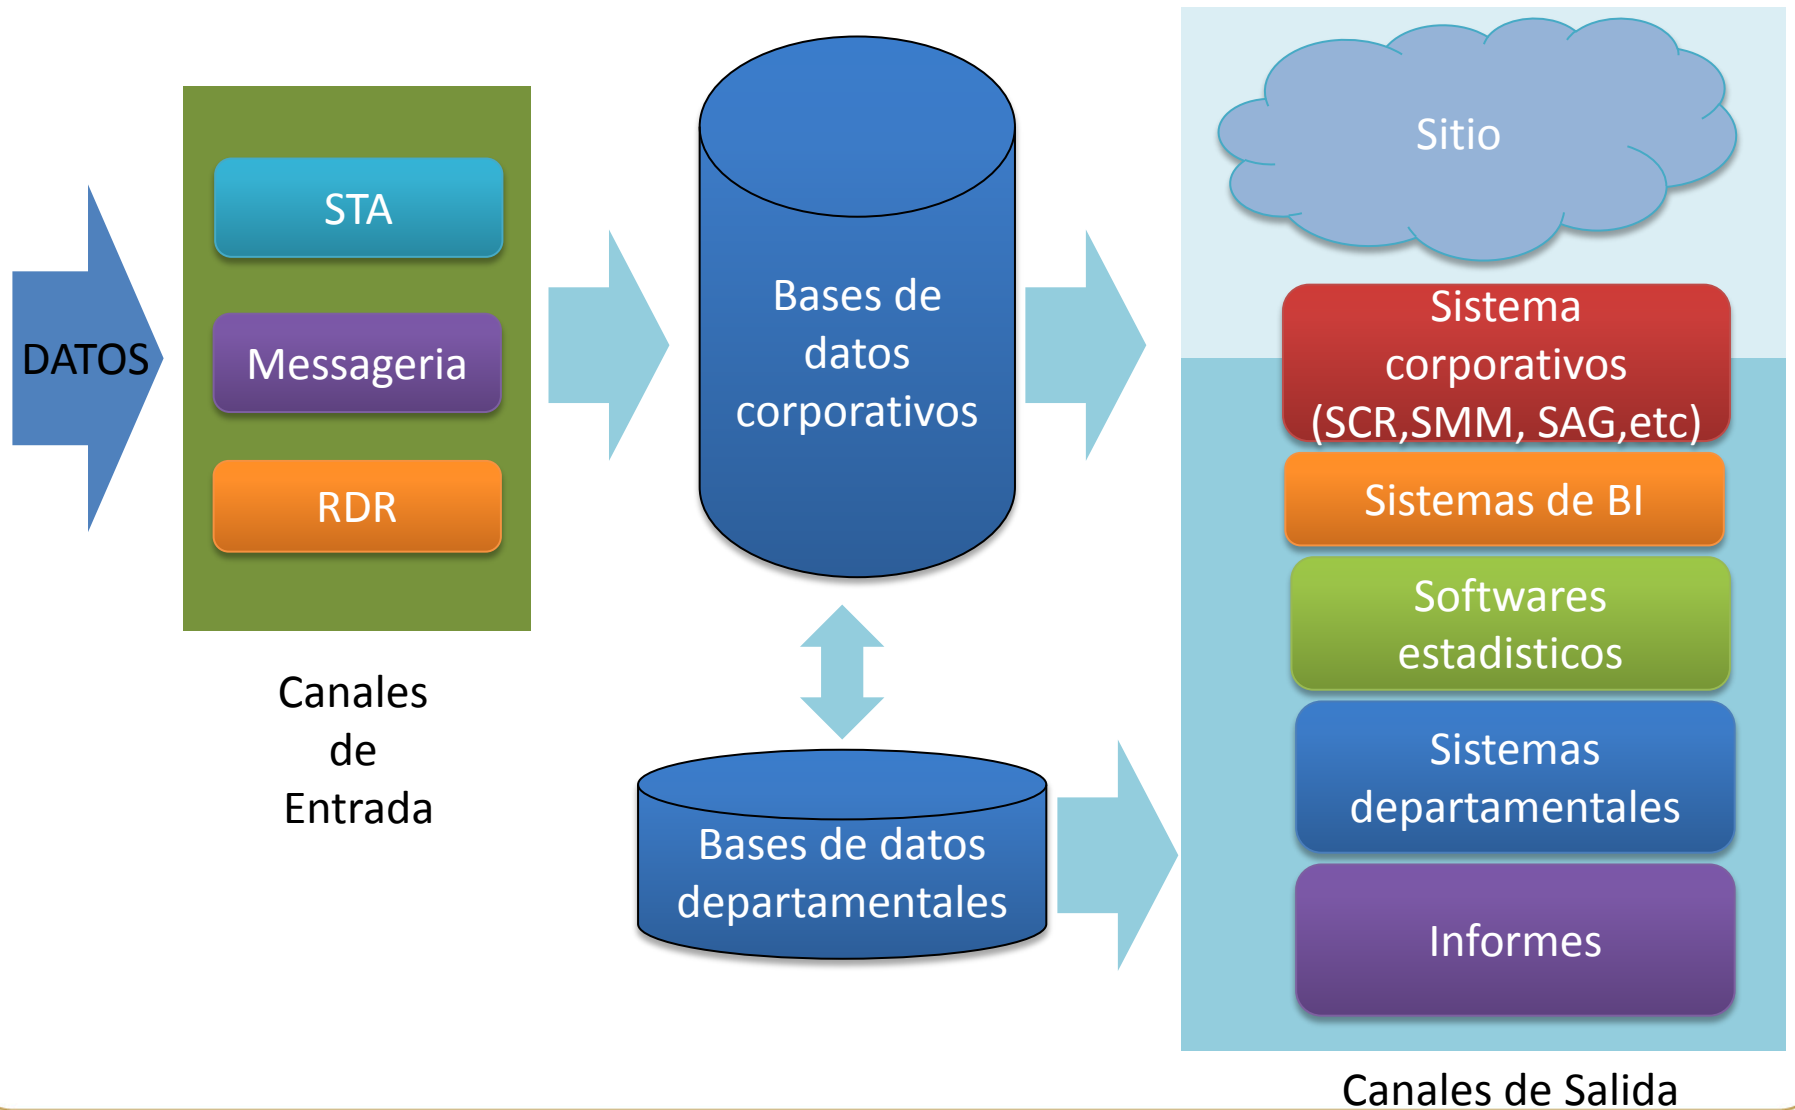 DATOS
STA
Messageria
RDR
Canales
de
Entrada
Bases de
datos
corporativos
Bases de datos
departamentales
Sitio
Sistema
corporativos
(SCR,SMM, SAG,etc)
Sistemas de BI
Softwares
estadisticos
Sistemas
departamentales
Informes
Canales de Salida